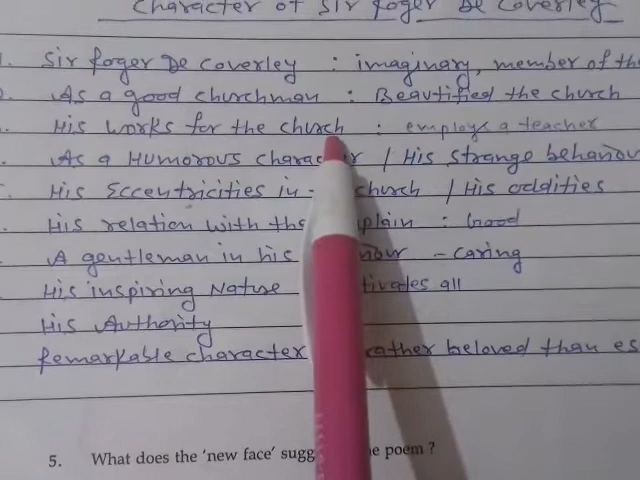 Character of Sir Roger De Coverley
Sir Roger De Coverley : imaginary, member of the
As a good churchman : Beautified the church
His works for the church : employs a teacher
As a Humorous character / His strange behaviou
His Eccentricities in - church / His oddities
His relation with the plain : Good
A gentleman in his nour - caring
His inspiring Nature tivates all
His Authority
Remarkable character rather beloved than es
5. What does the 'new face' sugg e poem ?